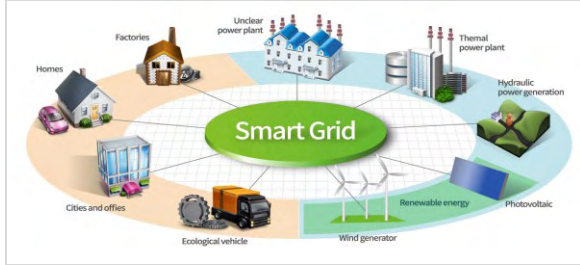 Unclear
power plant
Factories
Themal
power plant
Homes
Hydraulic
power generation
Smart Grid
Cities and offies
Renewable energy
Photovoltaic
Ecological vehicle
Wind generator